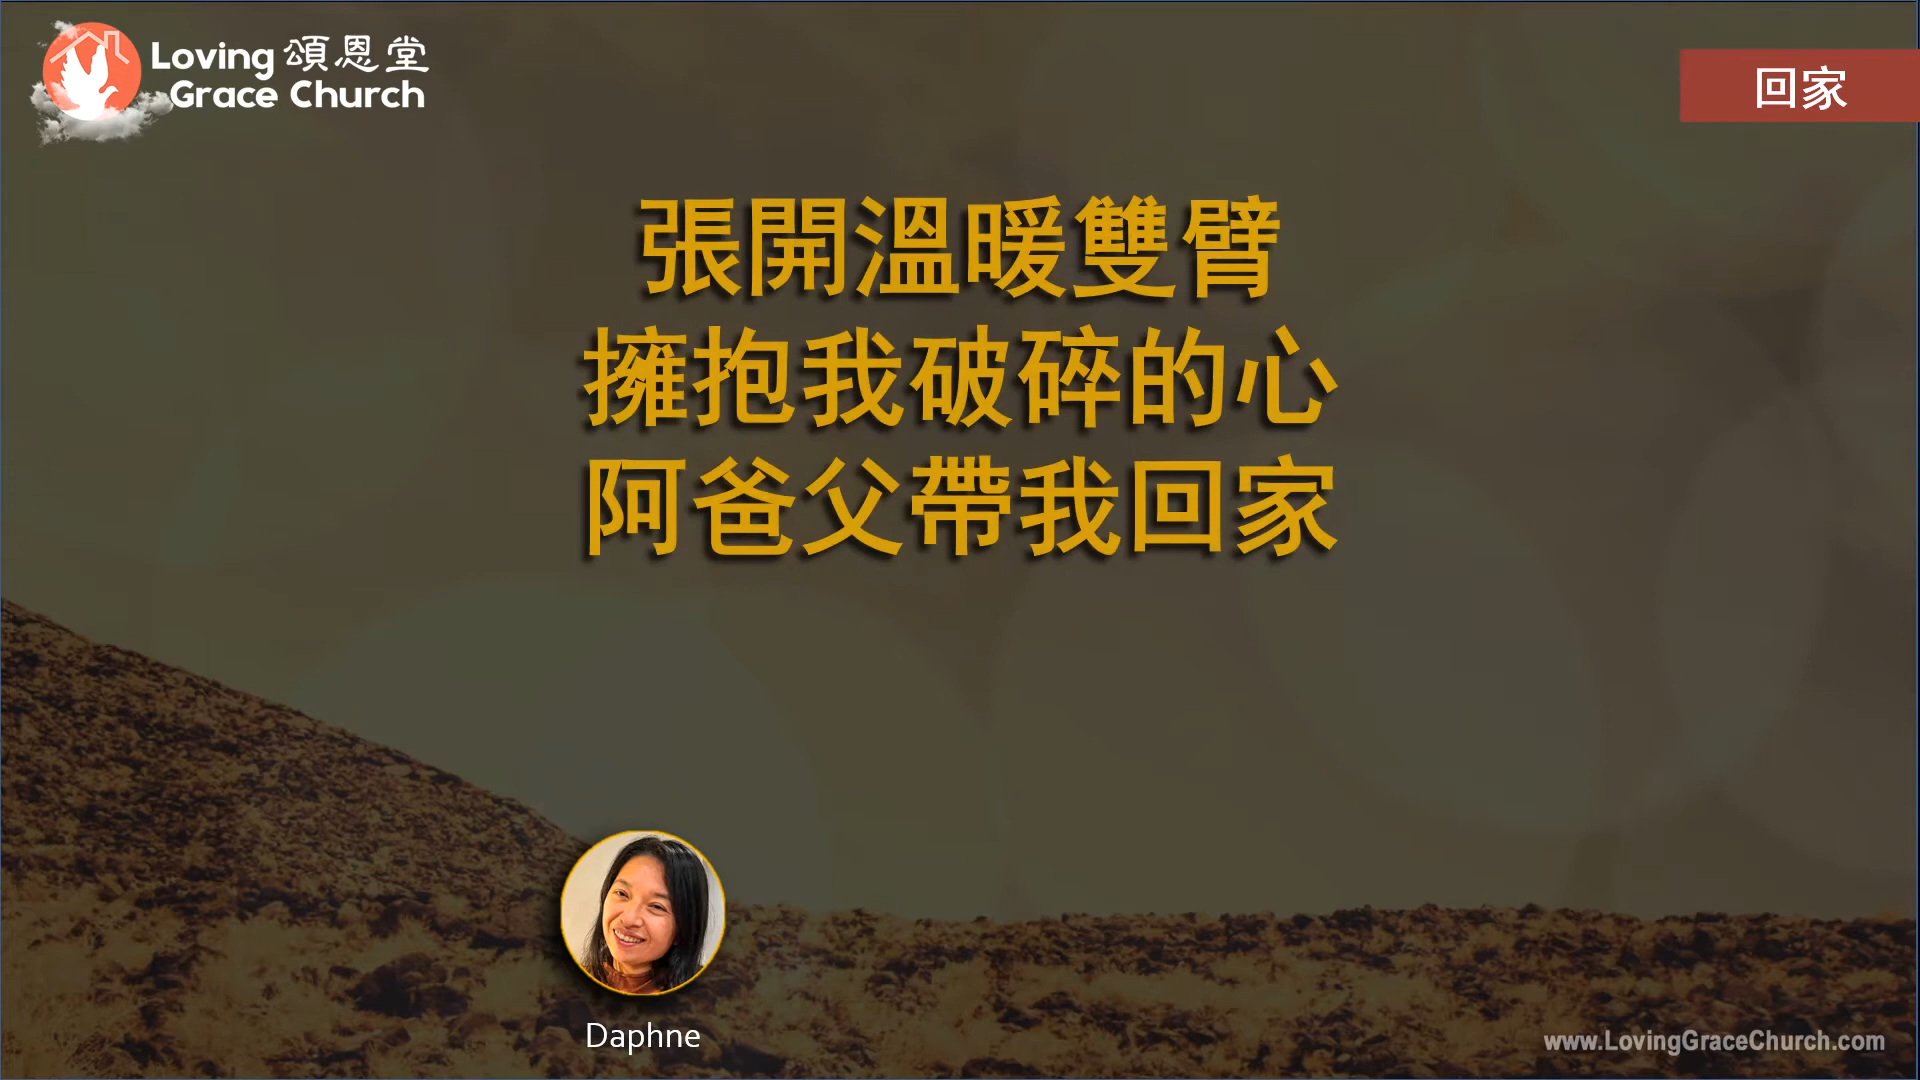 Loving 頌恩堂
Grace Church
回家
張開溫暖雙臂
擁抱我破碎的心
阿爸父帶我回家
Daphne
www.LovingGraceChurch.com